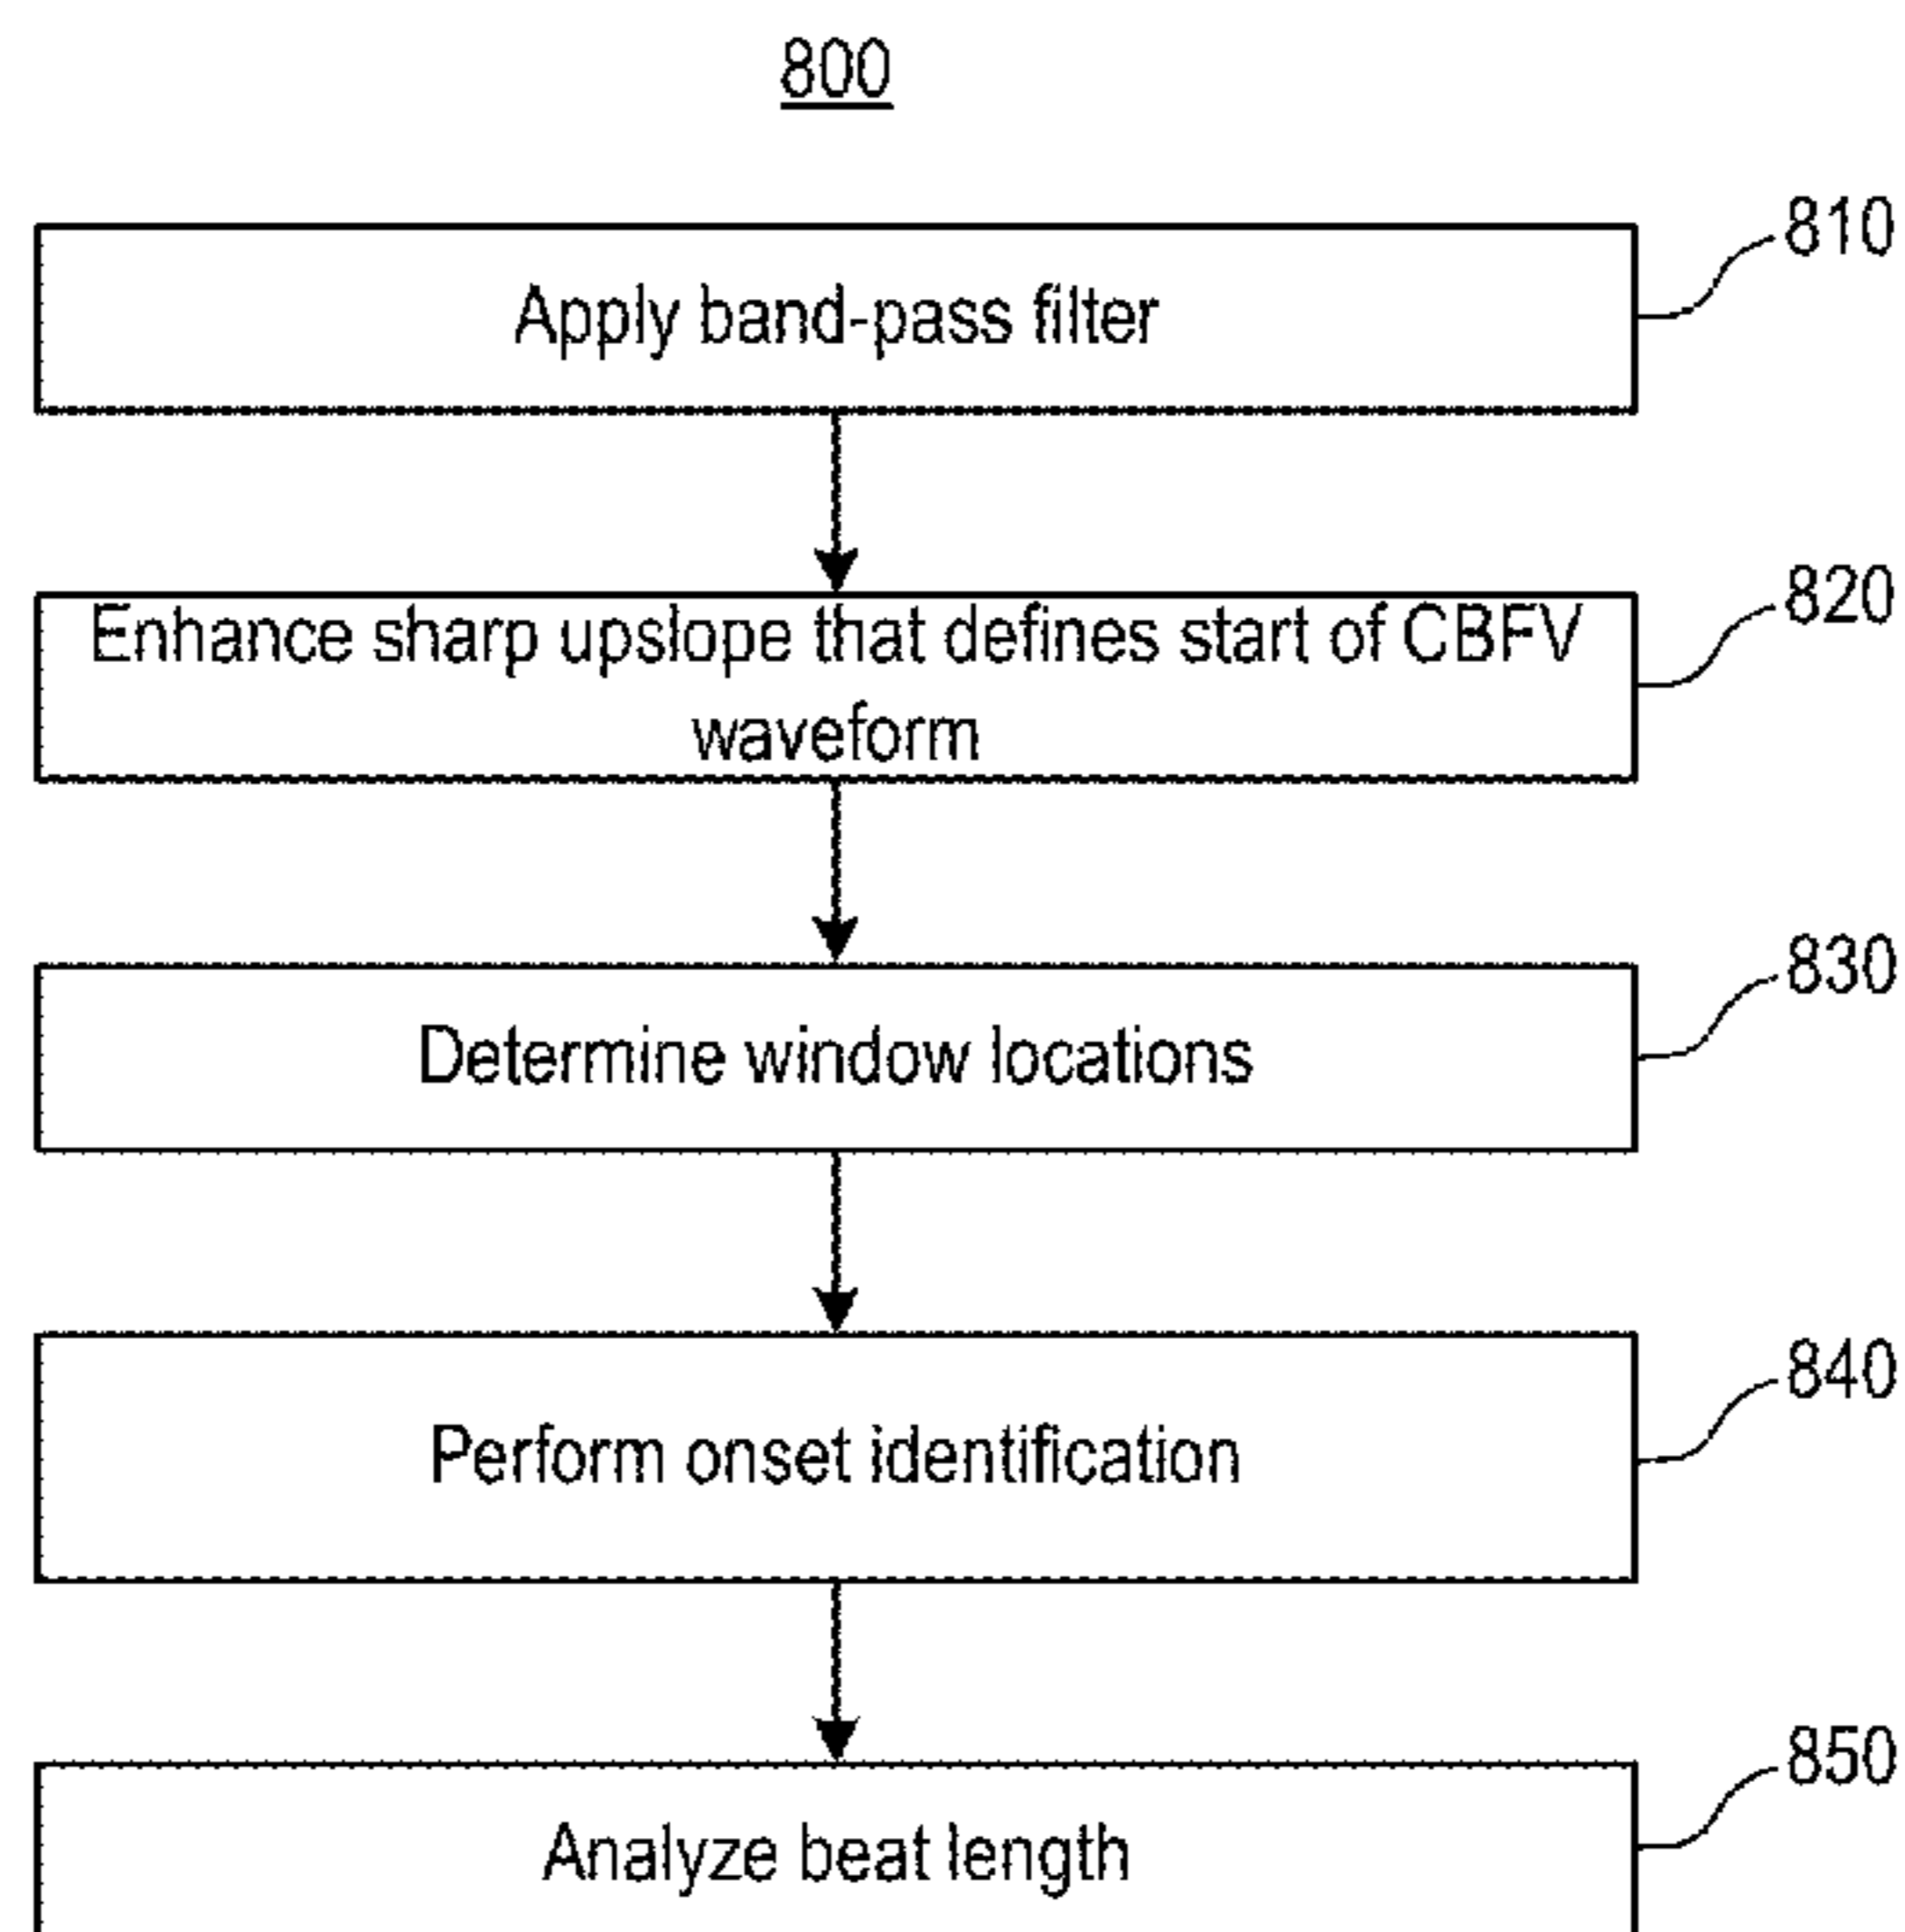 800
810
Apply band-pass filter
820
Enhance sharp upslope that defines start of CBFV
waveform
830
Determine window locations
840
Perform onset identification
850
Analyze beat length